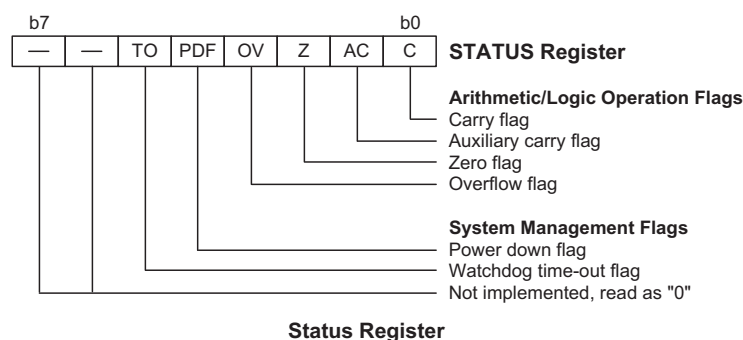 b7 b0
— — TO PDF OV Z AC C STATUS Register
Arithmetic/Logic Operation Flags
Carry flag
Auxiliary carry flag
Zero flag
Overflow flag
System Management Flags
Power down flag
Watchdog time-out flag
Not implemented, read as "0"
Status Register